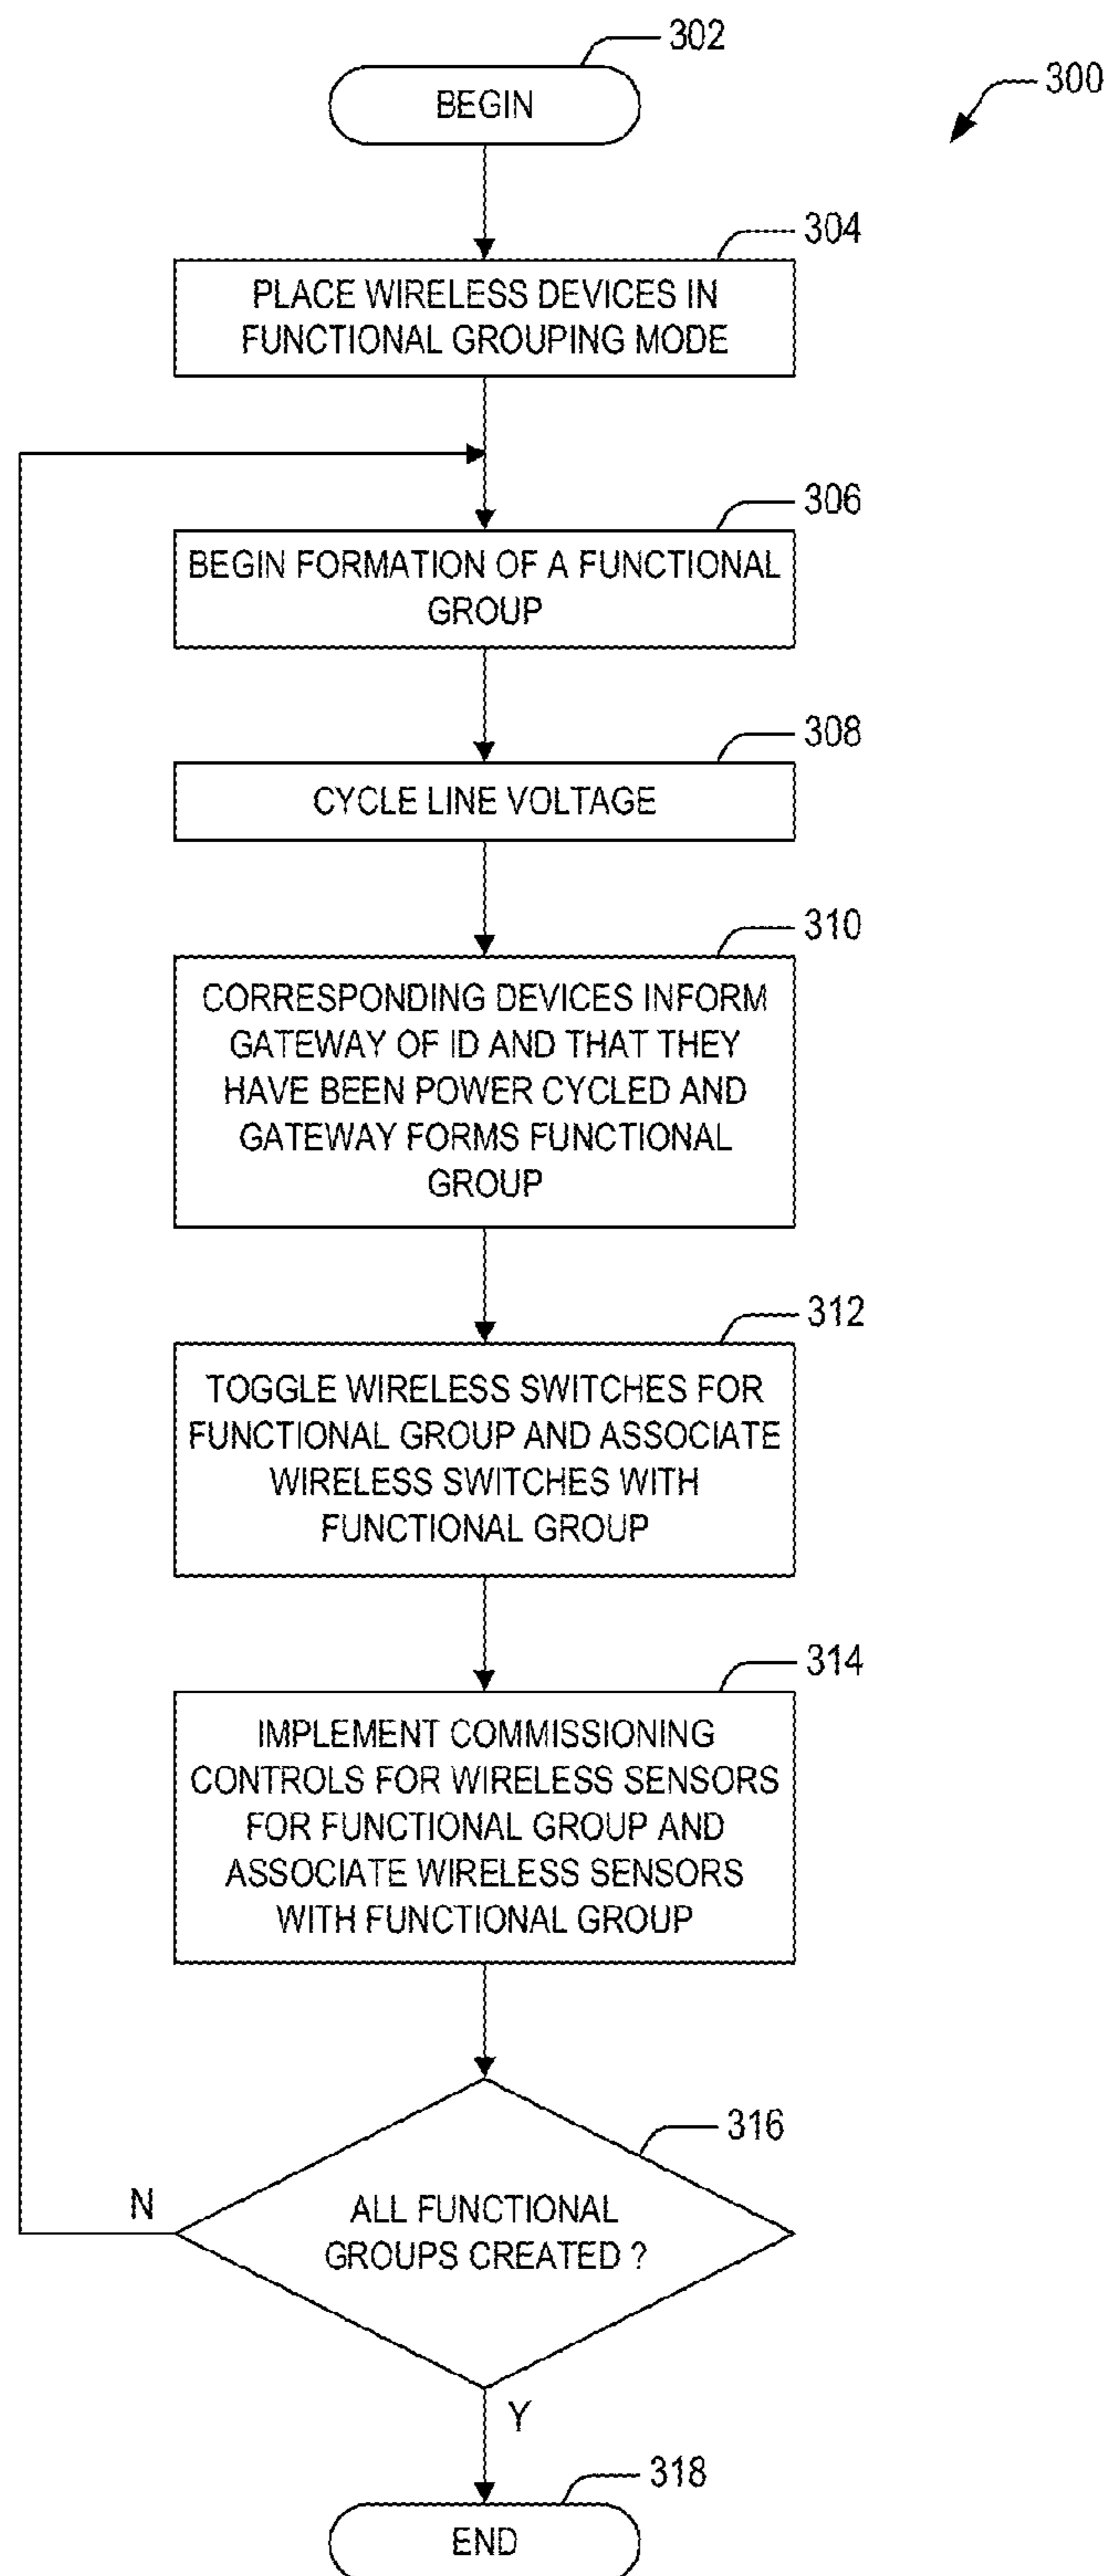 302
BEGIN
300
304
PLACE WIRELESS DEVICES IN
FUNCTIONAL GROUPING MODE
306
BEGIN FORMATION OF A FUNCTIONAL
GROUP
308
CYCLE LINE VOLTAGE
310
CORRESPONDING DEVICES INFORM
GATEWAY OF ID AND THAT THEY
HAVE BEEN POWER CYCLED AND
GATEWAY FORMS FUNCTIONAL
GROUP
312
TOGGLE WIRELESS SWITCHES FOR
FUNCTIONAL GROUP AND ASSOCIATE
WIRELESS SWITCHES WITH
FUNCTIONAL GROUP
314
IMPLEMENT COMMISSIONING
CONTROLS FOR WIRELESS SENSORS
FOR FUNCTIONAL GROUP AND
ASSOCIATE WIRELESS SENSORS
WITH FUNCTIONAL GROUP
316
N
ALL FUNCTIONAL
GROUPS CREATED ?
Y
318
END